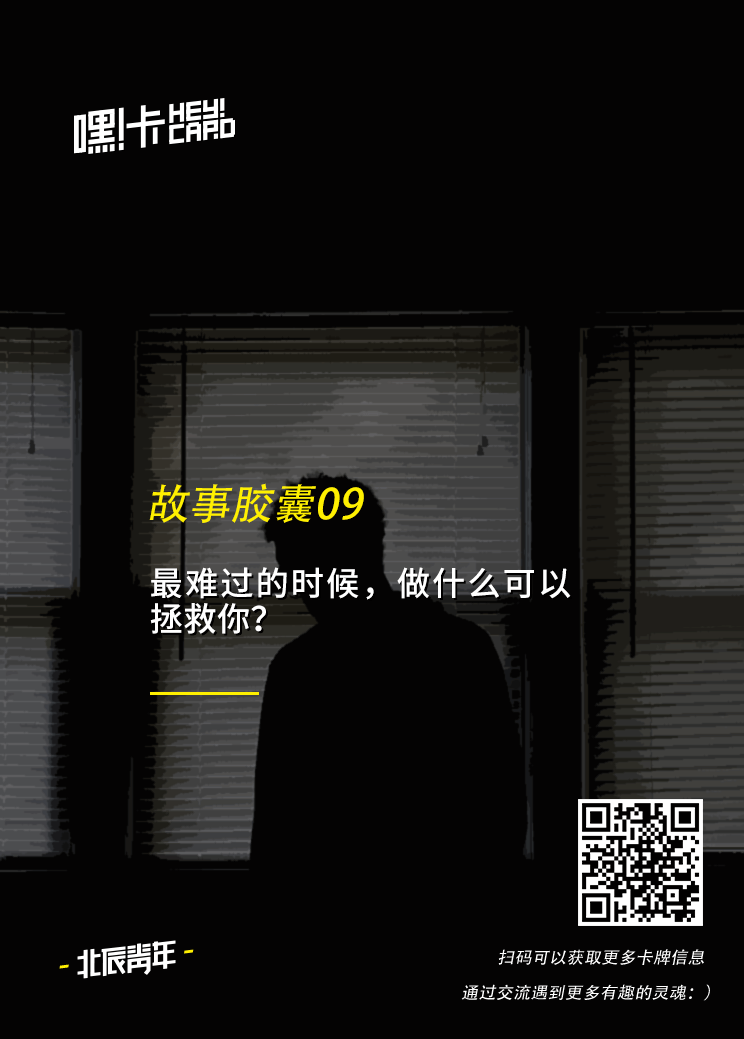 嘿!卡 HEY! CARD
故事胶囊09
最难过的时候，做什么可以
拯救你？
- 北辰青年 -
扫码可以获取更多卡牌信息
通过交流遇到更多有趣的灵魂：）